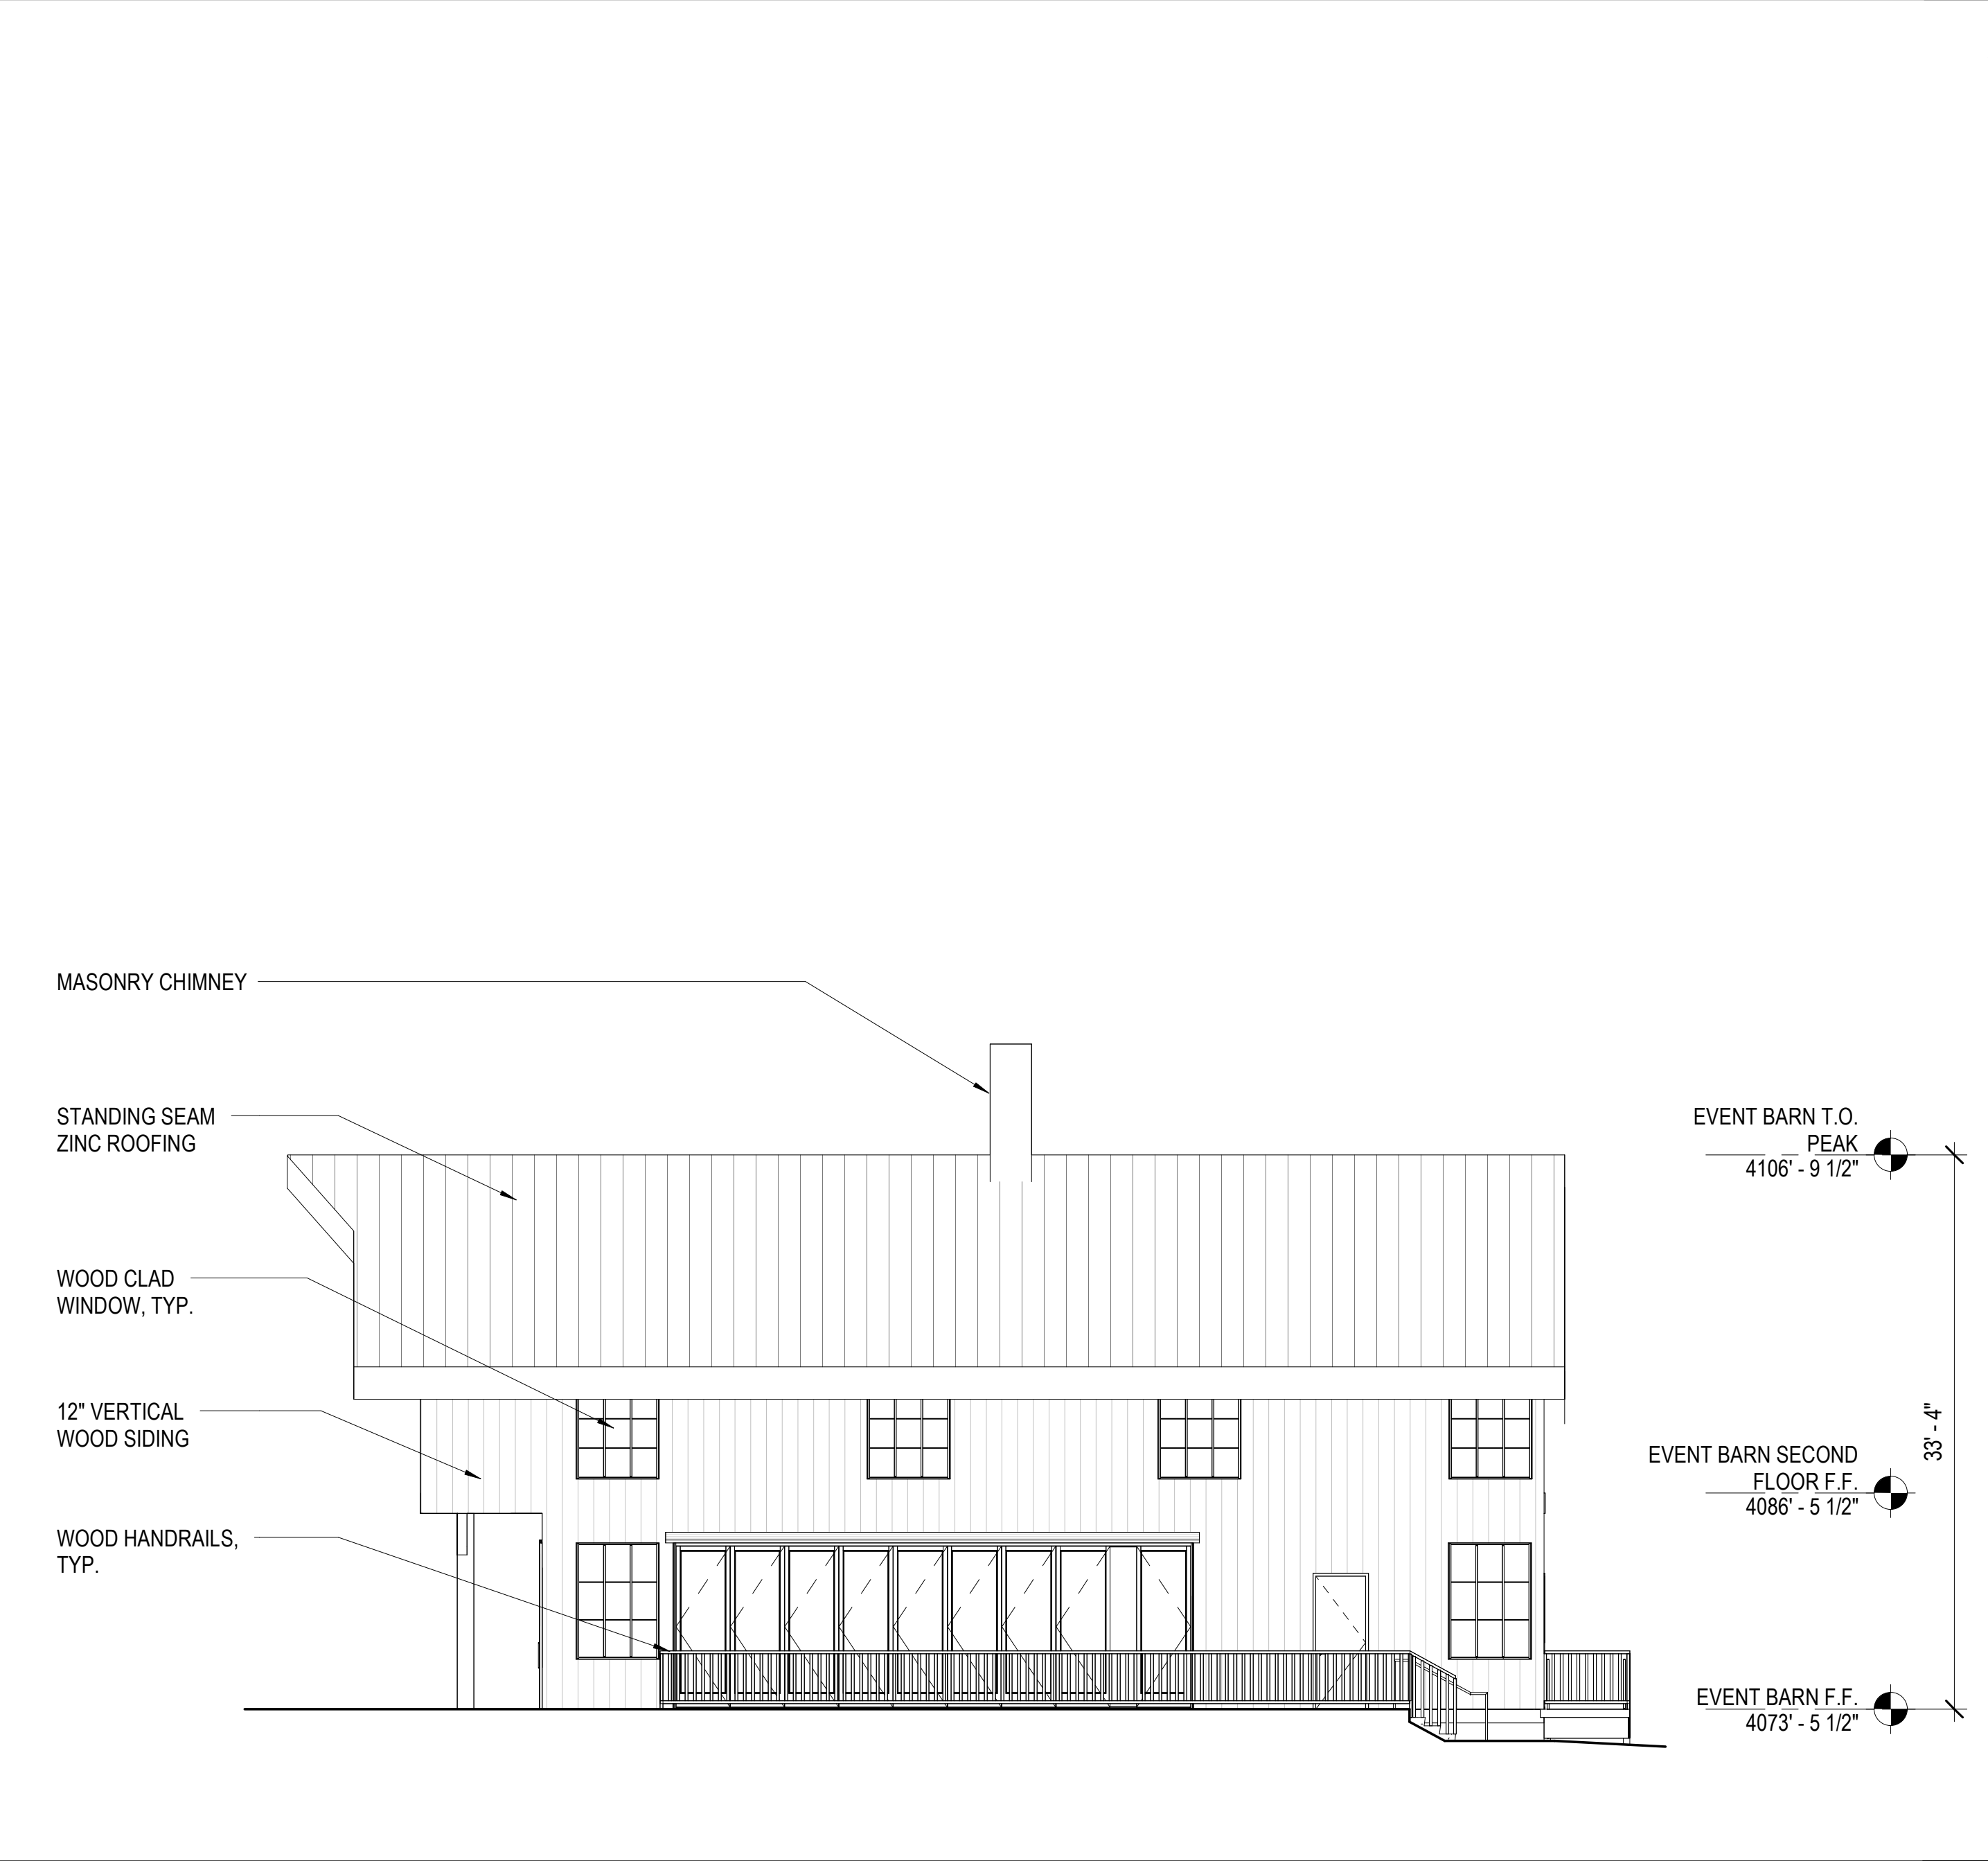 MASONRY CHIMNEY
STANDING SEAM
ZINC ROOFING
WOOD CLAD
WINDOW, TYP.
12" VERTICAL
WOOD SIDING
WOOD HANDRAILS,
TYP.
EVENT BARN T.O.
PEAK
4106' - 9 1/2"
33' - 4"
EVENT BARN SECOND
FLOOR F.F.
4086' - 5 1/2"
EVENT BARN F.F.
4073' - 5 1/2"